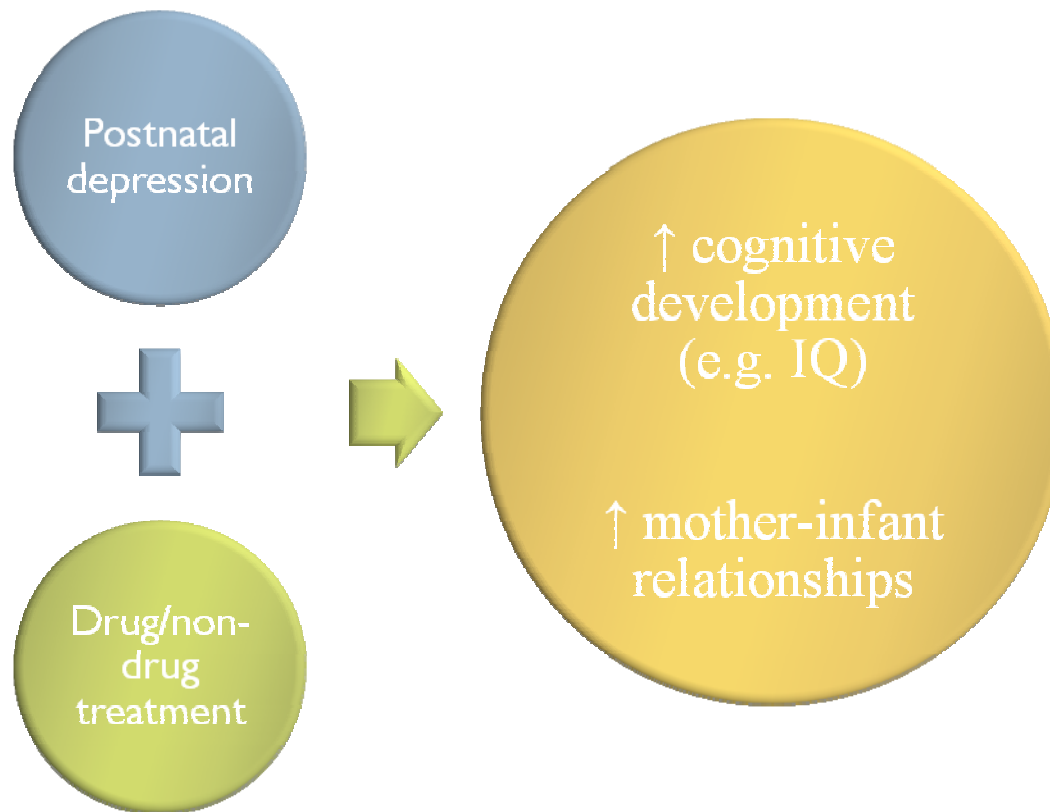 Postnatal
depression
Drug/non-
drug
treatment
↑ cognitive
development
(e.g. IQ)
↑ mother-infant
relationships